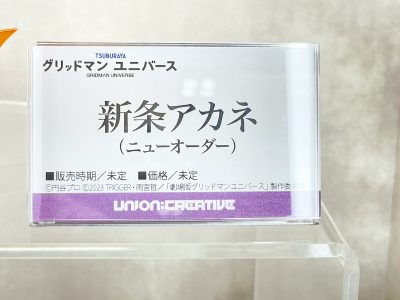 TSUBURAYA
グリッドマン ユニバース
GRIDMAN UNIVERSE
新条アカネ
（ニューオーダー）
■販売時期／未定 ■価格／未定
©円谷プロ ©2023 TRIGGER・雨宮哲／「劇場版グリッドマンユニバース」製作委員会
UNION:CREATIVE